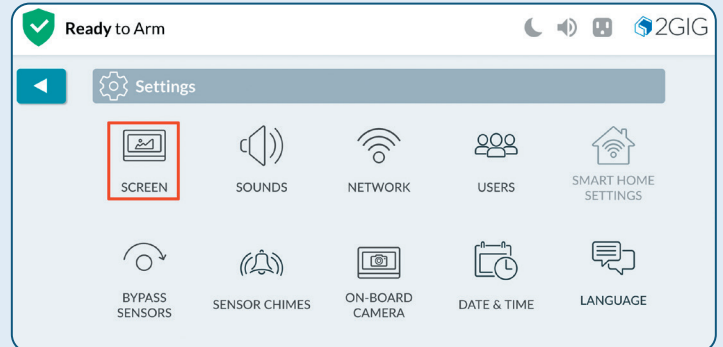 Ready to Arm
2GIG
Settings
SCREEN
SOUNDS
NETWORK
USERS
SMART HOME
SETTINGS
BYPASS
SENSORS
SENSOR CHIMES
ON-BOARD
CAMERA
DATE & TIME
LANGUAGE